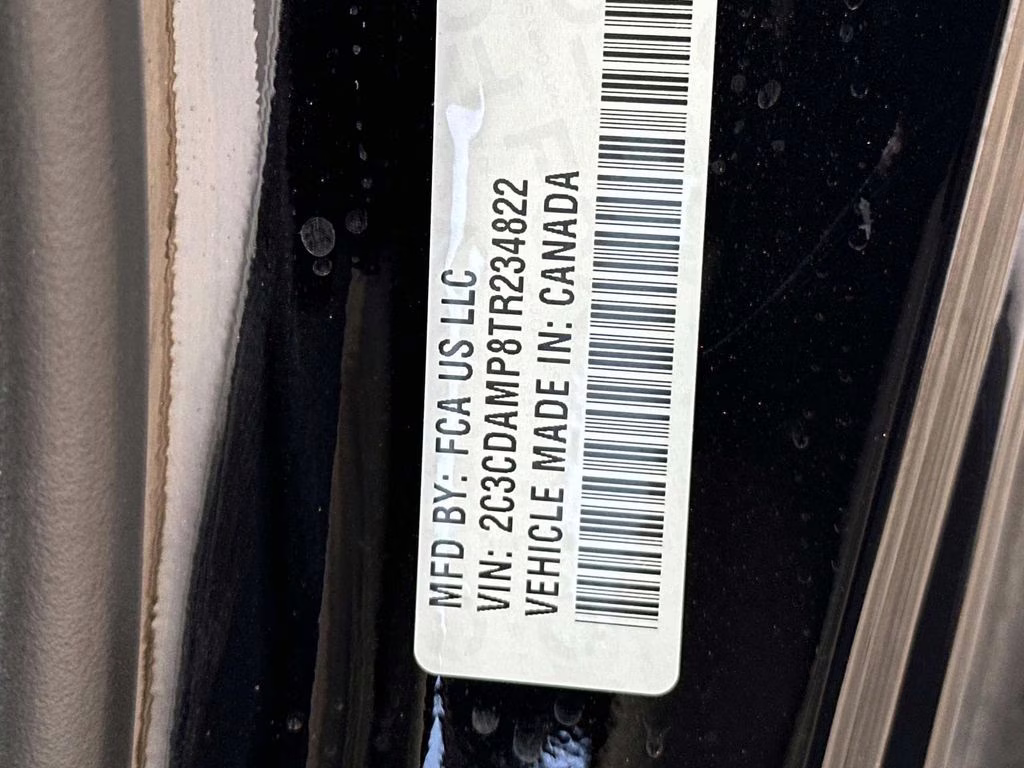 MFD BY: FCA US LLC
VIN: 2C3CDAMP8TR234822
VEHICLE MADE IN: CANADA